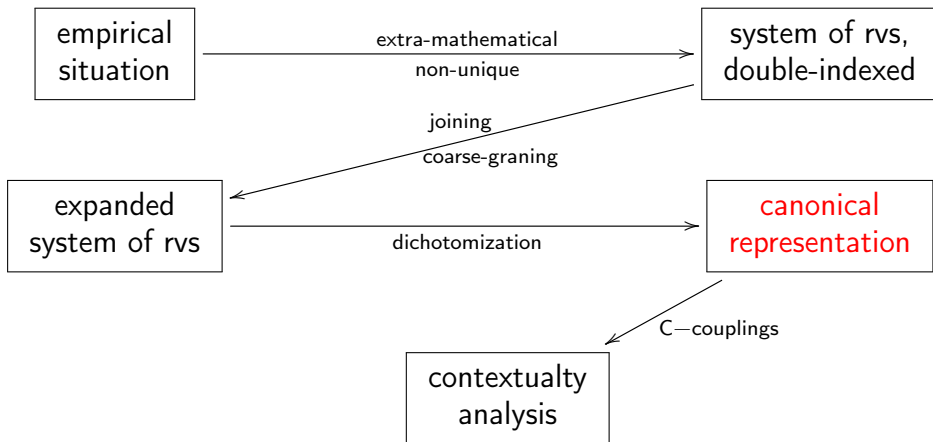 empirical
situation
extra-mathematical
non-unique
system of rvs,
double-indexed
joining
coarse-graning
expanded
system of rvs
dichotomization
canonical
representation
C−couplings
contextualty
analysis